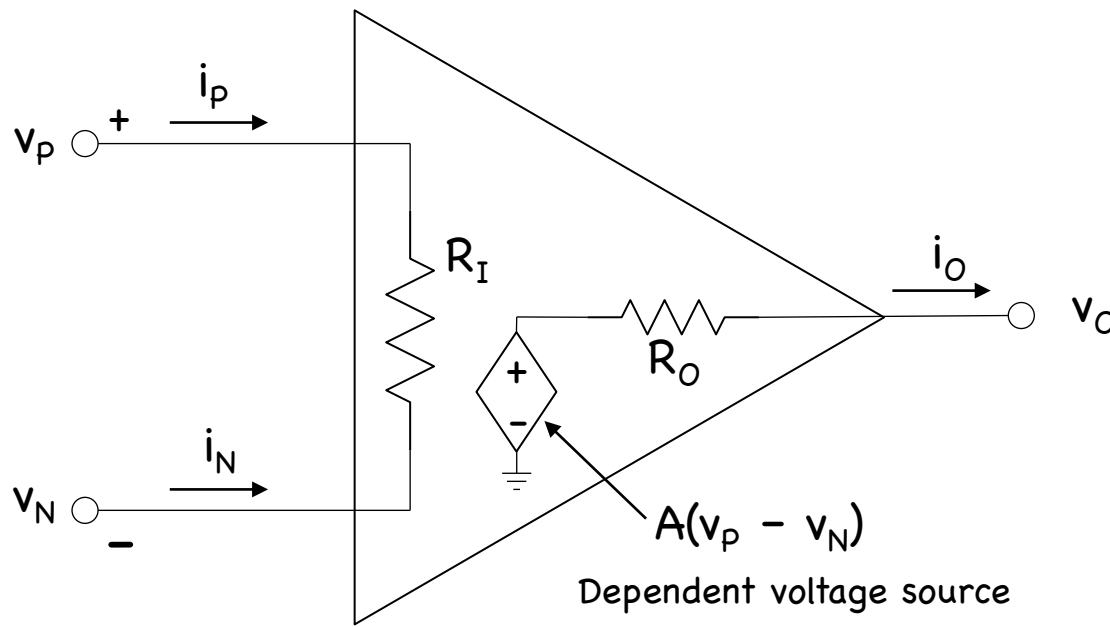 i_P
v_P
+
R_I
i_O
v_O
+
R_O
-
i_N
v_N
-
A(v_P - v_N)
Dependent voltage source